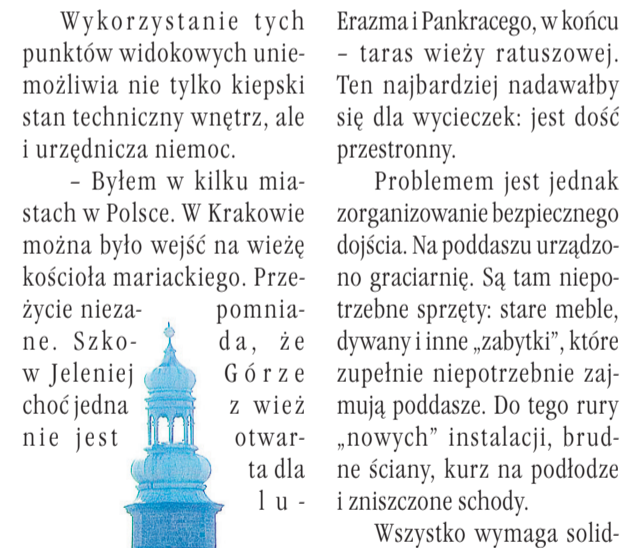 Wykorzystanie tych
punktów widokowych unie-
możliwia nie tylko kiepski
stan techniczny wnętrz, ale
i urzędnicza niemoc.
– Byłem w kilku mia-
stach w Polsce. W Krakowie
można było wejść na wieżę
kościoła mariackiego. Prze-
życie nieza- pomnia-
ne. Szko- da, że
w Jeleniej Górze
choć jedna z wież
nie jest otwar-
ta dla
lu-
Erazma i Pankracego, w końcu
– taras wieży ratuszowej.
Ten najbardziej nadawałby
się dla wycieczek: jest dość
przestronny.
Problemem jest jednak
zorganizowanie bezpiecznego
dojścia. Na poddaszu urządzo-
no graciarnię. Są tam niepo-
trzebne sprzęty: stare meble,
dywany i inne „zabytki”, które
zupełnie niepotrzebnie zaj-
mują poddasze. Do tego rury
„nowych” instalacji, brud-
ne ściany, kurz na podłodze
i zniszczone schody.
Wszystko wymaga solid-